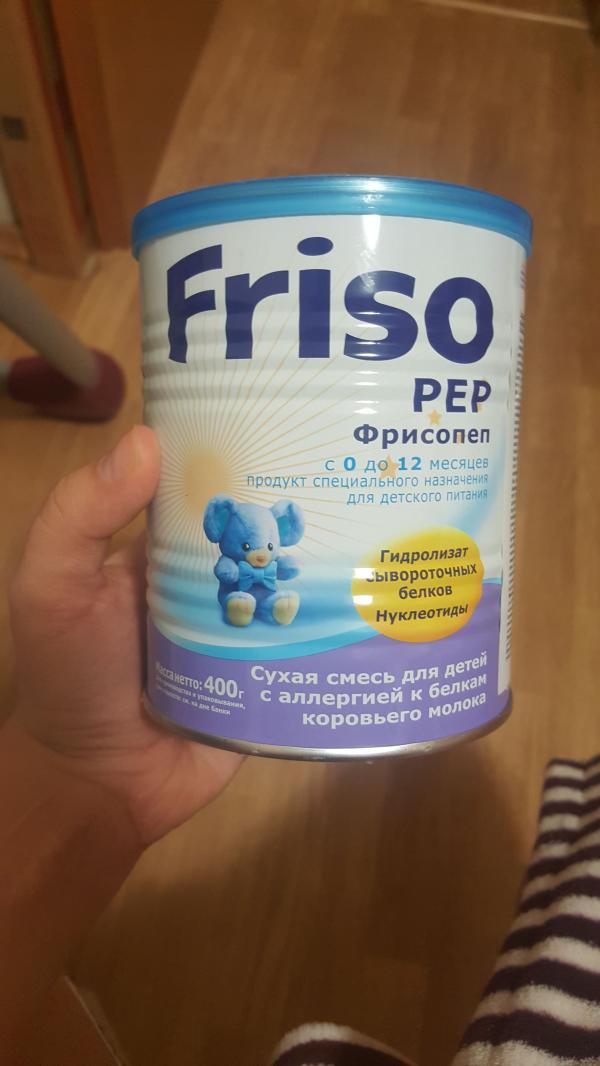 Friso
PEP
Фрисопеп
с 0 до 12 месяцев
продукт специального назначения
для детского питания
Гидролизат
сывороточных
белков
Нуклеотиды
Масса нетто: 400г
Сухая смесь для детей
с аллергией к белкам
коровьего молока